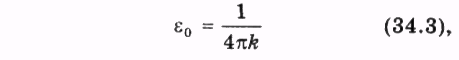 ε₀ = 1/4πk (34.3),